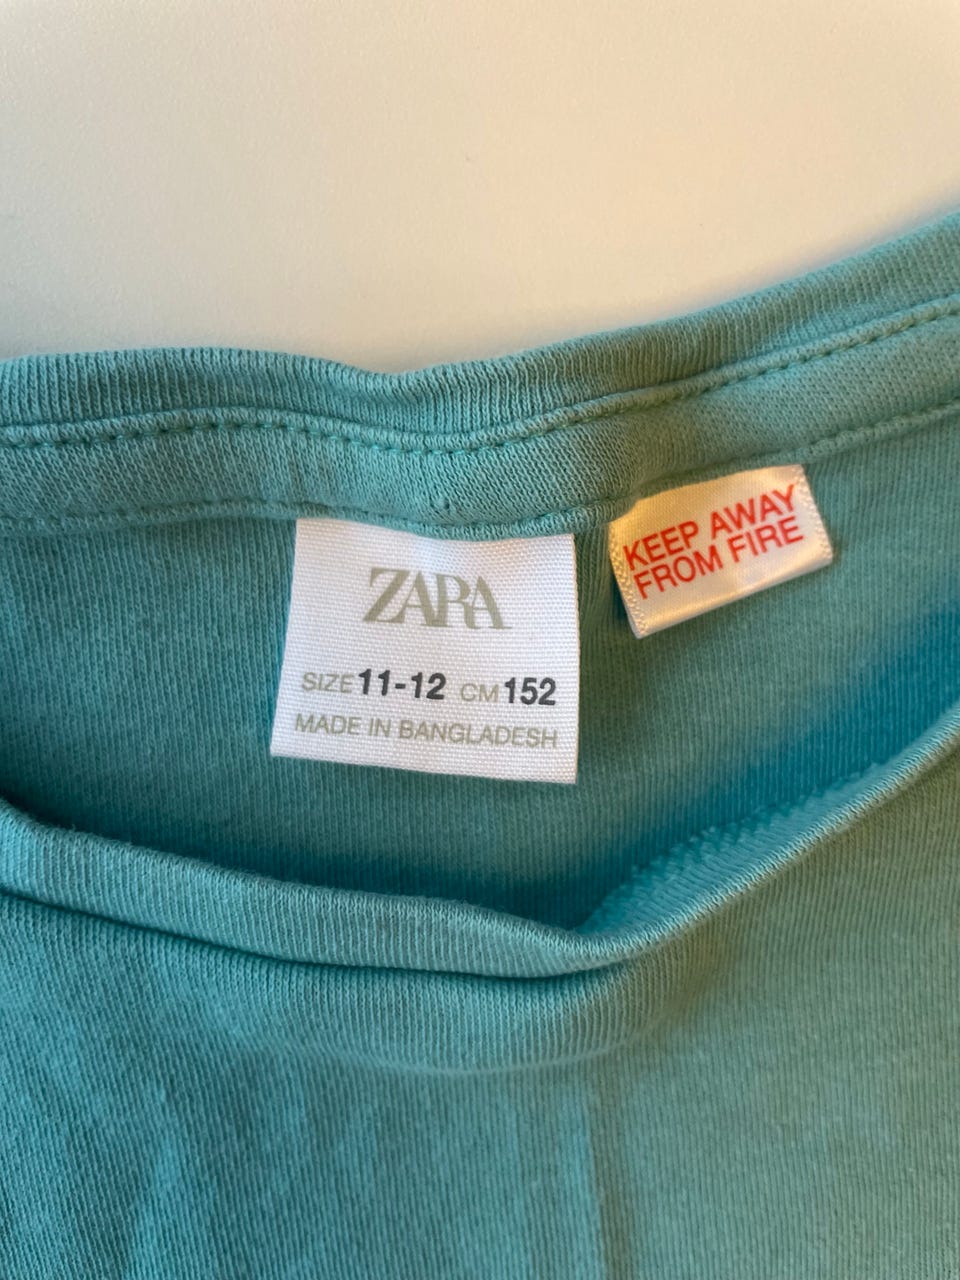 ZARA
SIZE 11-12 CM 152
MADE IN BANGLADESH
KEEP AWAY
FROM FIRE